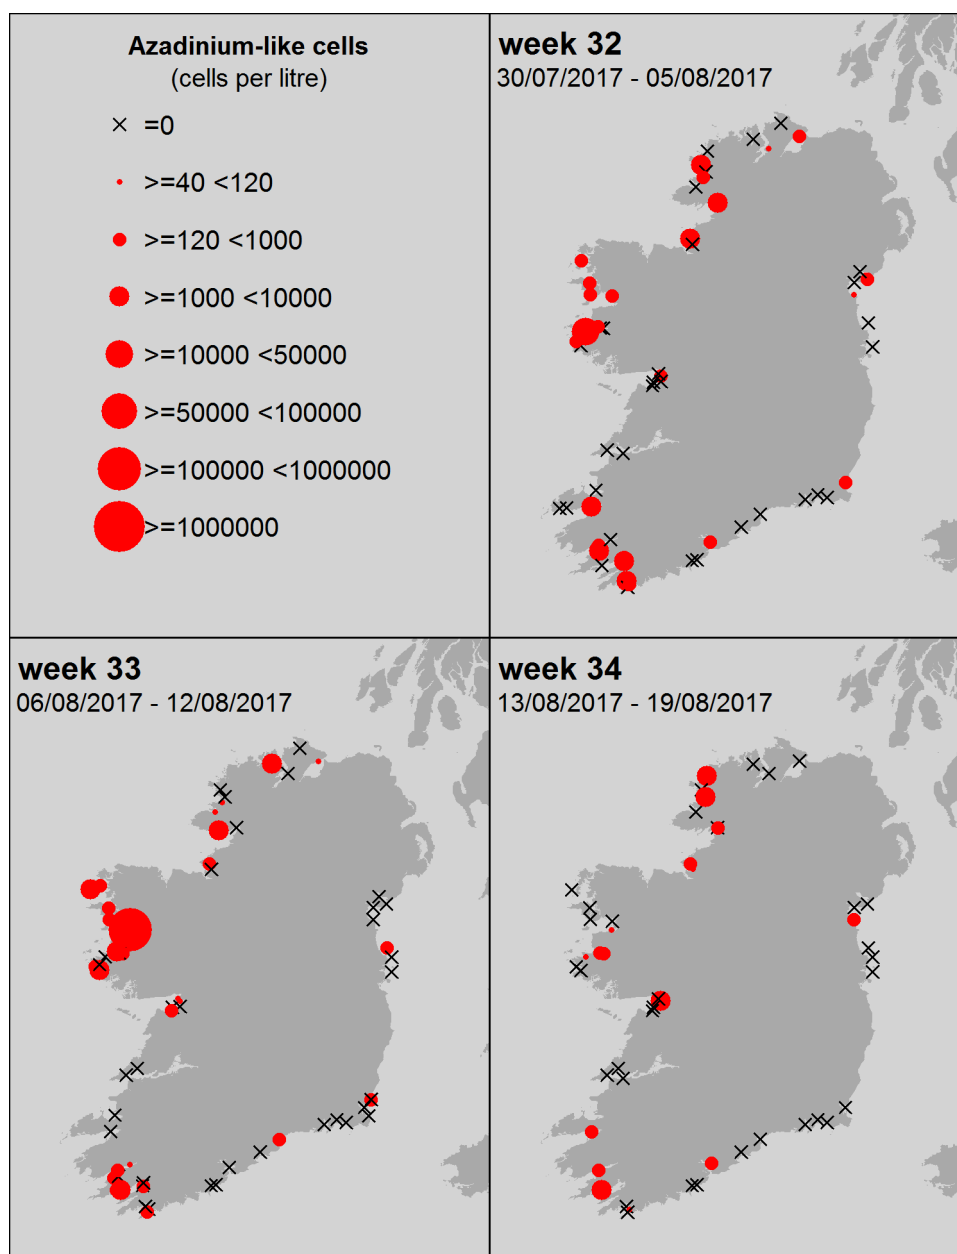 Azadinium-like cells
(cells per litre)
=0
>=40 <120
>=120 <1000
>=1000 <10000
>=10000 <50000
>=50000 <100000
>=100000 <1000000
>=1000000
week 32
30/07/2017 - 05/08/2017
week 33
06/08/2017 - 12/08/2017
week 34
13/08/2017 - 19/08/2017